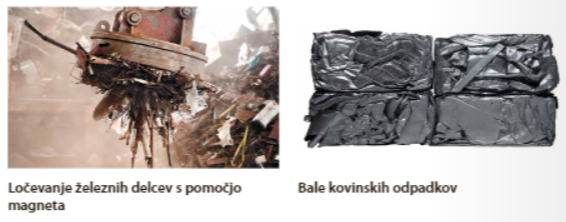 Ločevanje železnih delcev s pomočjo
magneta
Bale kovinskih odpadkov